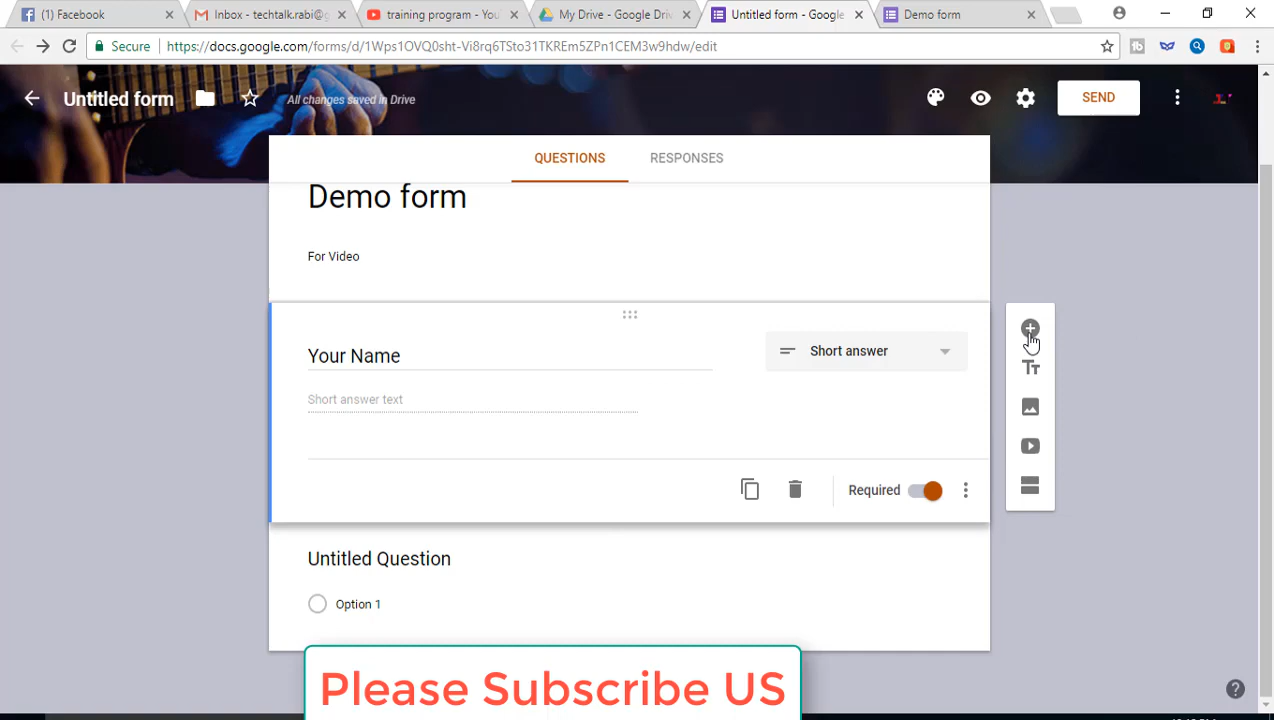 (1) Facebook
Inbox - techtalk.rabi@g
training program - You
My Drive - Google Driv
Untitled form - Google
Demo form
Secure
https://docs.google.com/forms/d/1Wps1OVQ0sht-Vi8rq6TSto31TKREm5ZPn1CEM3w9hdw/edit
Untitled form
All changes saved in Drive
SEND
QUESTIONS
RESPONSES
Demo form
For Video
Your Name
Short answer
Short answer text
Required
Untitled Question
Option 1
Please Subscribe US